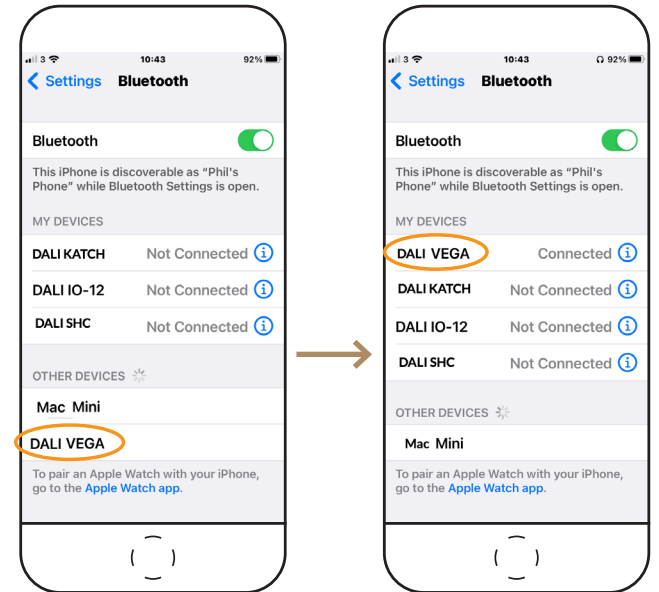 3 10:43 92%
Settings Bluetooth
Bluetooth
This iPhone is discoverable as “Phil's
Phone” while Bluetooth Settings is open.
MY DEVICES
DALI KATCH Not Connected i
DALI IO-12 Not Connected i
DALI SHC Not Connected i
OTHER DEVICES
Mac Mini
DALI VEGA
To pair an Apple Watch with your iPhone,
go to the Apple Watch app.
3 10:43 92%
Settings Bluetooth
Bluetooth
This iPhone is discoverable as “Phil's
Phone” while Bluetooth Settings is open.
MY DEVICES
DALI VEGA Connected i
DALI KATCH Not Connected i
DALI IO-12 Not Connected i
DALI SHC Not Connected i
OTHER DEVICES
Mac Mini
To pair an Apple Watch with your iPhone,
go to the Apple Watch app.